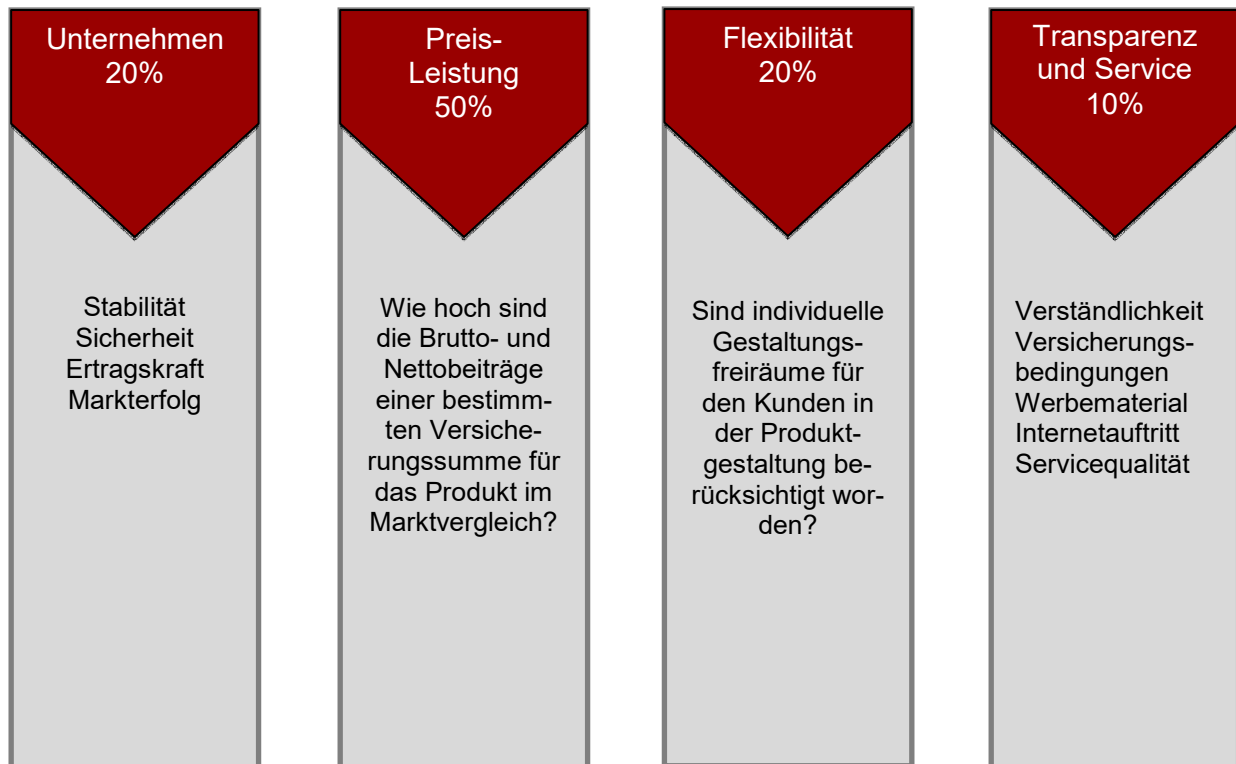 Unternehmen
20%
Stabilität
Sicherheit
Ertragskraft
Markterfolg
Preis-
Leistung
50%
Wie hoch sind
die Brutto- und
Nettobeiträge
einer bestimm-
ten Versiche-
rungssumme für
das Produkt im
Marktvergleich?
Flexibilität
20%
Sind individuelle
Gestaltungs-
freiräume für
den Kunden in
der Produkt-
gestaltung be-
rücksichtigt wor-
den?
Transparenz
und Service
10%
Verständlichkeit
Versicherungs-
bedingungen
Werbematerial
Internetauftritt
Servicequalität